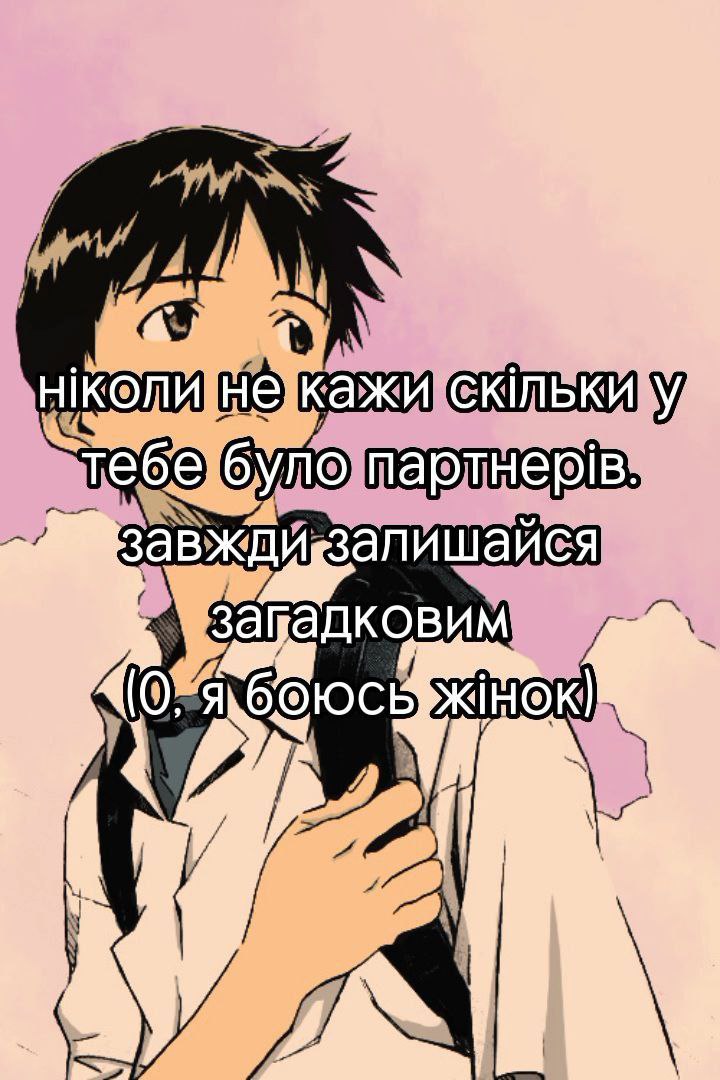 ніколи не кажи скільки у
тебе було партнерів.
завжди залишайся
загадковим
(0, я боюсь жінок)